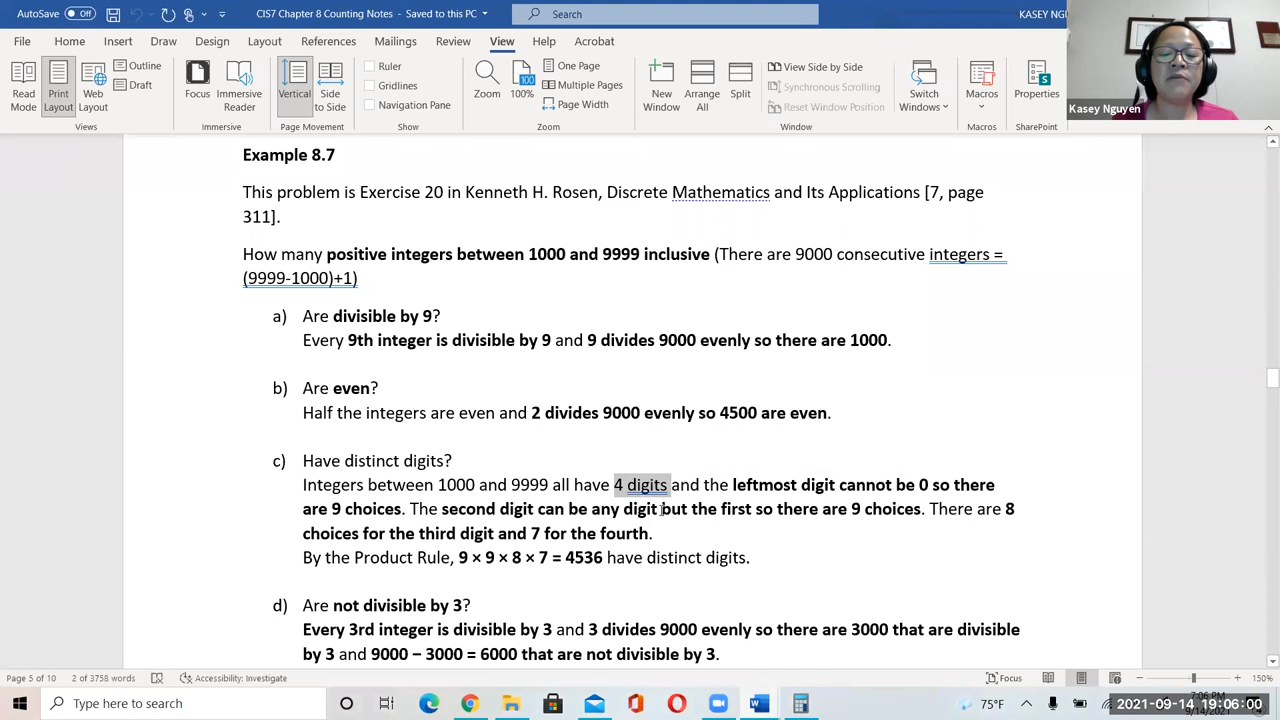 AutoSave Off CIS7 Week 3 - Saved to this PC Search KASEY NGUYEN
File Home Insert Draw Design Layout References Mailings Review View Help Acrobat
Read Mode
Print Layout
Web Layout
Outline
Draft
Views
Focus
Immersive Reader
Immersive
Vertical
Side to Side
Page Movement
Ruler
Gridlines
Navigation Pane
Show
Zoom
100
100%
One Page
Multiple Pages
Page Width
Zoom
New Window
Arrange All
Split
View Side by Side
Synchronous Scrolling
Reset Window Position
Switch Windows
Window
Macros
Macros
Properties
SharePoint
Kasey Nguyen
Example 8.7
This problem is Exercise 20 in Kenneth H. Rosen, Discrete Mathematics and Its Applications [7, page
311].
How many positive integers between 1000 and 9999 inclusive (There are 9000 consecutive integers =
(9999-1000)+1)
a) Are divisible by 9?
Every 9th integer is divisible by 9 and 9 divides 9000 evenly so there are 1000.
b) Are even?
Half the integers are even and 2 divides 9000 evenly so 4500 are even.
c) Have distinct digits?
Integers between 1000 and 9999 all have 4 digits and the leftmost digit cannot be 0 so there
are 9 choices. The second digit can be any digit but the first so there are 9 choices. There are 8
choices for the third digit and 7 for the fourth.
By the Product Rule, 9 × 9 × 8 × 7 = 4536 have distinct digits.
d) Are not divisible by 3?
Every 3rd integer is divisible by 3 and 3 divides 9000 evenly so there are 3000 that are divisible
by 3 and 9000 − 3000 = 6000 that are not divisible by 3.
Page 5 of 10 2 of 3758 words Accessibility: Investigate Focus 150%
Type here to search 75°F 7:06 PM
2021-09-14 19:06:00
9/14/2021